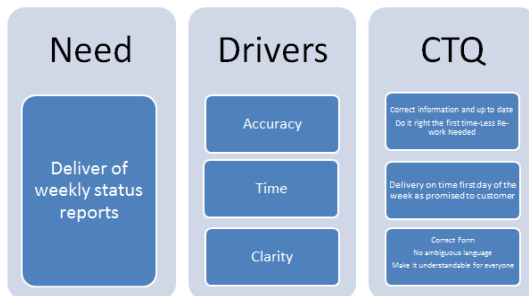 Need
Deliver of
weekly status
reports
Drivers
Accuracy
Time
Clarity
CTQ
Correct information and up to date
Do it right the first time-Less Re-
work Needed
Delivery on time first day of the
week as promised to customer
Correct Form
No ambiguous language
Make it understandable for everyone